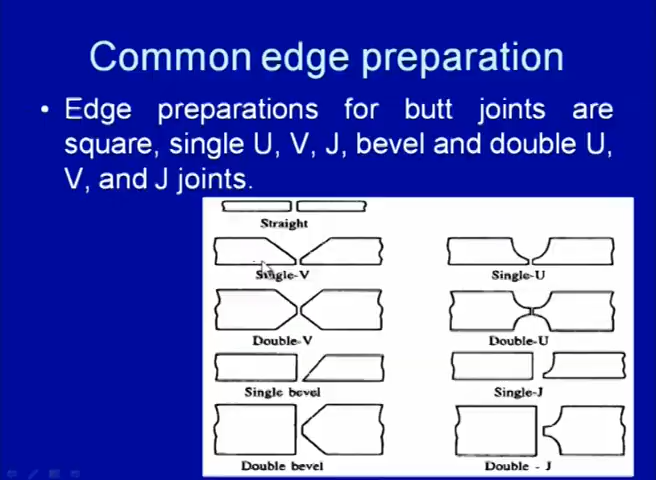 Common edge preparation
• Edge preparations for butt joints are
square, single U, V, J, bevel and double U,
V, and J joints.
Straight
Single-V
Single-U
Double-V
Double-U
Single bevel
Single-J
Double bevel
Double - J